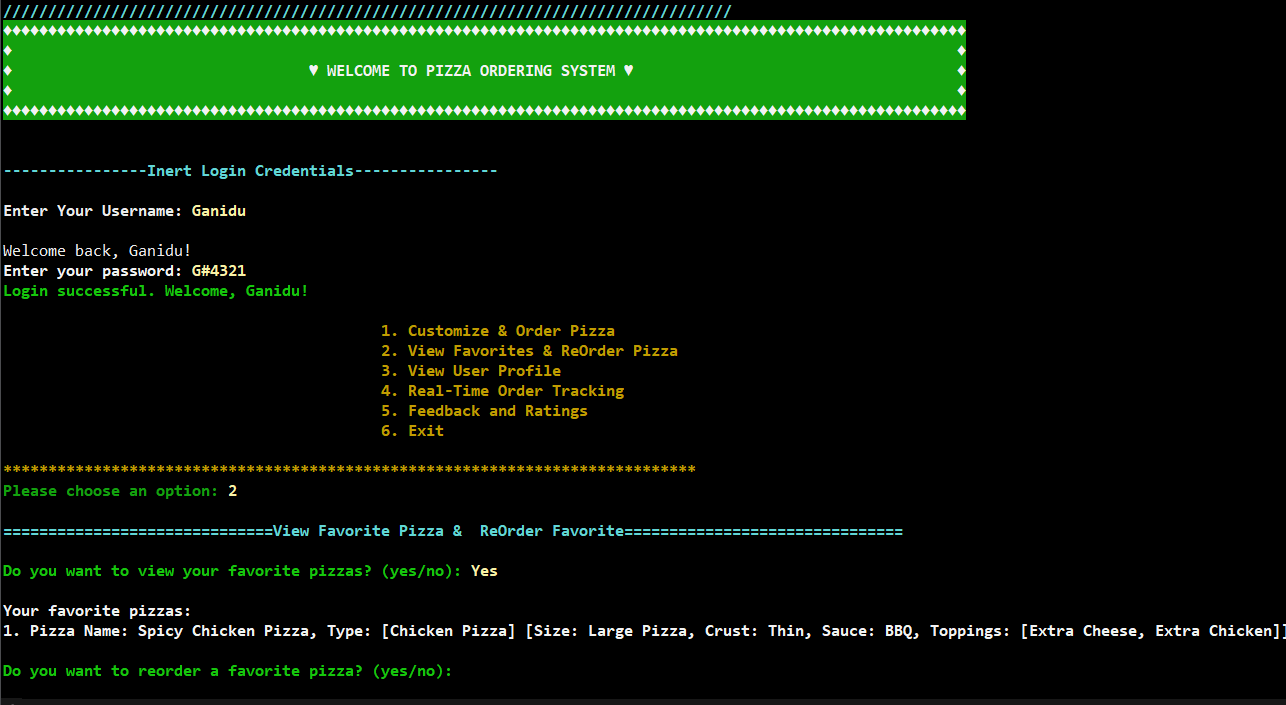 /////////////////////////////////////////////////////////////////////////////////
♦♦♦♦♦♦♦♦♦♦♦♦♦♦♦♦♦♦♦♦♦♦♦♦♦♦♦♦♦♦♦♦♦♦♦♦♦♦♦♦♦♦♦♦♦♦♦♦♦♦♦♦♦♦♦♦♦♦♦♦♦♦♦♦♦♦♦♦♦♦♦♦♦♦♦♦♦♦♦♦♦♦♦♦♦♦♦♦♦♦♦♦♦♦♦♦♦♦♦♦♦♦♦♦♦♦♦
♦ ♦
♦ ♥ WELCOME TO PIZZA ORDERING SYSTEM ♥ ♦
♦ ♦
♦♦♦♦♦♦♦♦♦♦♦♦♦♦♦♦♦♦♦♦♦♦♦♦♦♦♦♦♦♦♦♦♦♦♦♦♦♦♦♦♦♦♦♦♦♦♦♦♦♦♦♦♦♦♦♦♦♦♦♦♦♦♦♦♦♦♦♦♦♦♦♦♦♦♦♦♦♦♦♦♦♦♦♦♦♦♦♦♦♦♦♦♦♦♦♦♦♦♦♦♦♦♦♦♦♦♦
----------------Inert Login Credentials----------------
Enter Your Username: Ganidu
Welcome back, Ganidu!
Enter your password: G#4321
Login successful. Welcome, Ganidu!
1. Customize & Order Pizza
2. View Favorites & ReOrder Pizza
3. View User Profile
4. Real-Time Order Tracking
5. Feedback and Ratings
6. Exit
*****************************************************************************
Please choose an option: 2
==============================View Favorite Pizza &  ReOrder Favorite===============================
Do you want to view your favorite pizzas? (yes/no): Yes
Your favorite pizzas:
1. Pizza Name: Spicy Chicken Pizza, Type: [Chicken Pizza] [Size: Large Pizza, Crust: Thin, Sauce: BBQ, Toppings: [Extra Cheese, Extra Chicken]]
Do you want to reorder a favorite pizza? (yes/no):